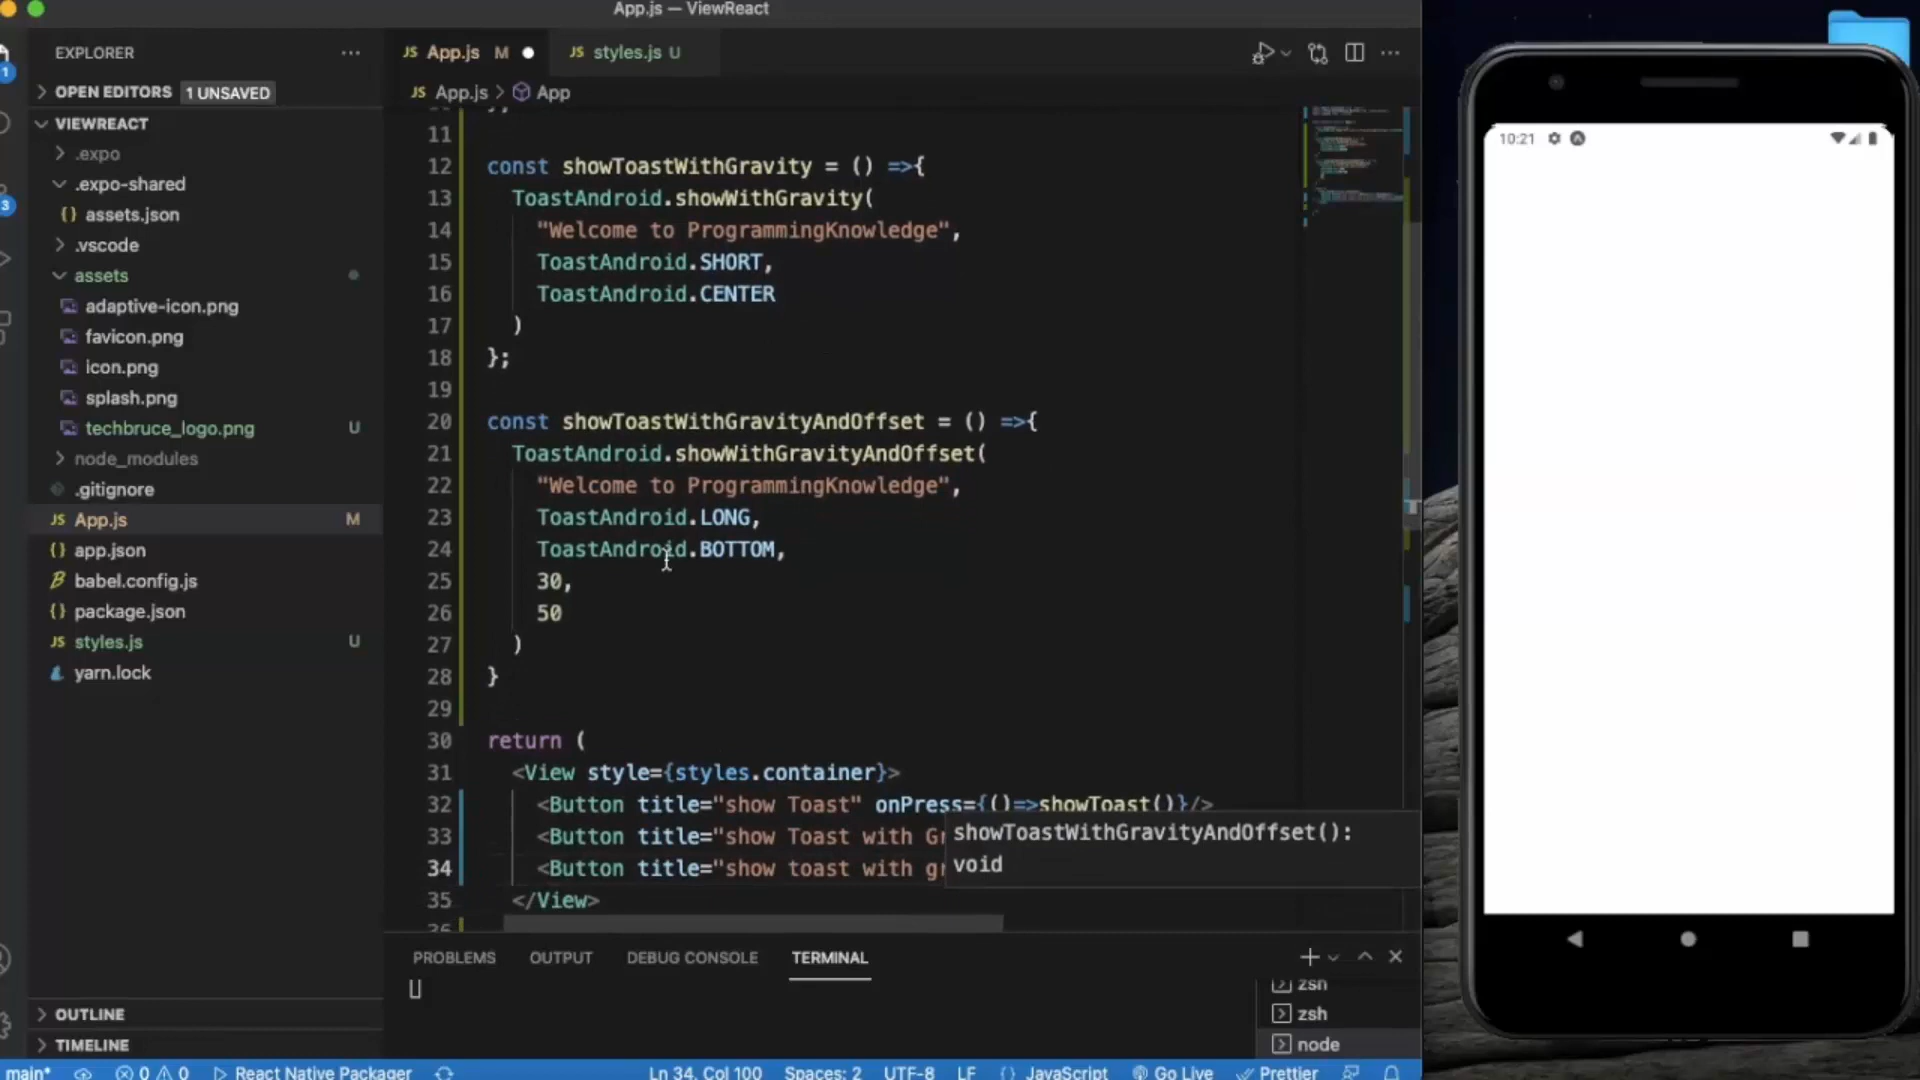 App.js — ViewReact
EXPLORER
OPEN EDITORS 1 UNSAVED
VIEWREACT
.expo
.expo-shared
{} assets.json
.vscode
assets
adaptive-icon.png
favicon.png
icon.png
splash.png
techbruce_logo.png U
node_modules
.gitignore
JS App.js M
{} app.json
babel.config.js
{} package.json
JS styles.js U
yarn.lock
OUTLINE
TIMELINE
1
3
JS App.js M
JS styles.js U
JS App.js > App
11
12 const showToastWithGravity = () =>{
13 ToastAndroid.showWithGravity(
14 "Welcome to ProgrammingKnowledge",
15 ToastAndroid.SHORT,
16 ToastAndroid.CENTER
17 )
18 };
19
20 const showToastWithGravityAndOffset = () =>{
21 ToastAndroid.showWithGravityAndOffset(
22 "Welcome to ProgrammingKnowledge",
23 ToastAndroid.LONG,
24 ToastAndroid.BOTTOM,
25 30,
26 50
27 )
28 }
29
30 return (
31 <View style={styles.container}>
32 <Button title="show Toast" onPress={()=>showToast()}/>
33 <Button title="show Toast with Gr
34 <Button title="show toast with gr
35 </View>
showToastWithGravityAndOffset():
void
PROBLEMS OUTPUT DEBUG CONSOLE TERMINAL
zsh
zsh
node
main* 0 0 React Native Packager Ln 34, Col 100 Spaces: 2 UTF-8 LF {} JavaScript Go Live Prettier
10:21